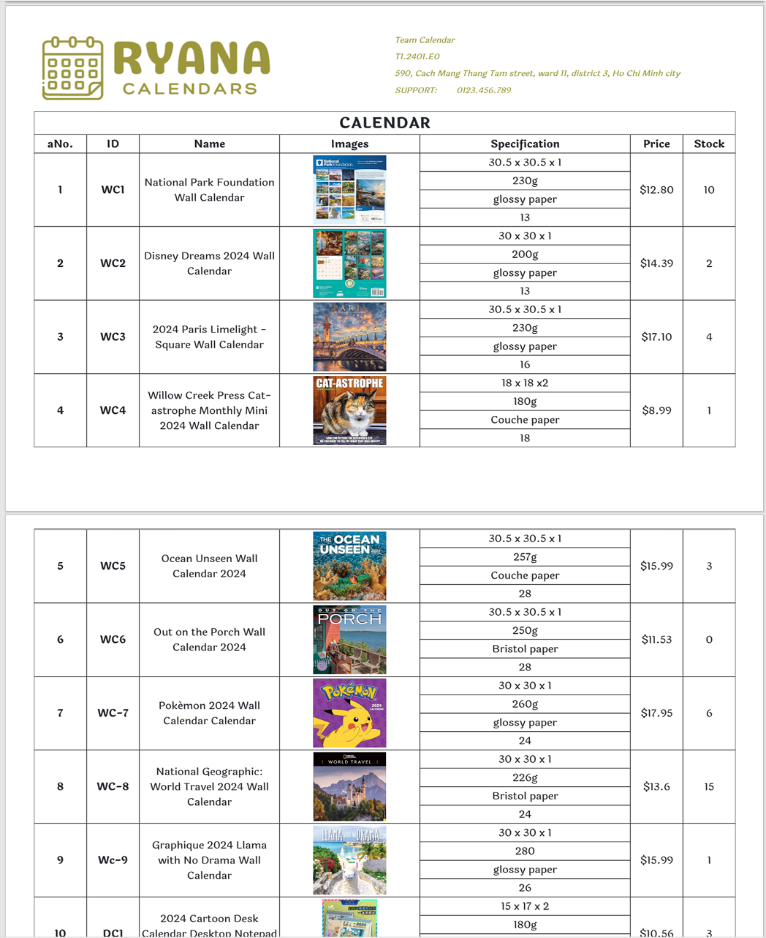 RYANA
CALENDARS
Team Calendar
T1.2401.E0
590, Cach Mang Thang Tam street, ward 11, district 3, Ho Chi Minh city
SUPPORT: 0123.456.789
CALENDAR
aNo. ID Name Images Specification Price Stock
1 WC1 National Park Foundation Wall Calendar
National Park Foundation
30.5 x 30.5 x 1
230g
glossy paper
13
$12.80 10
2 WC2 Disney Dreams 2024 Wall Calendar
30 x 30 x 1
200g
glossy paper
13
$14.39 2
3 WC3 2024 Paris Limelight - Square Wall Calendar
PARIS
30.5 x 30.5 x 1
230g
glossy paper
16
$17.10 4
4 WC4 Willow Creek Press Cat-astrophe Monthly Mini 2024 Wall Calendar
CAT-ASTROPHE
18 x 18 x2
180g
Couche paper
18
$8.99 1
5 WC5 Ocean Unseen Wall Calendar 2024
THE OCEAN
UNSEEN
30.5 x 30.5 x 1
257g
Couche paper
28
$15.99 3
6 WC6 Out on the Porch Wall Calendar 2024
OUT ON THE
PORCH
30.5 x 30.5 x 1
250g
Bristol paper
28
$11.53 0
7 WC-7 Pokèmon 2024 Wall Calendar Calendar
POKéMON
2024
CALENDAR
30 x 30 x 1
260g
glossy paper
24
$17.95 6
8 WC-8 National Geographic: World Travel 2024 Wall Calendar
WORLD TRAVEL
30 x 30 x 1
226g
Bristol paper
24
$13.6 15
9 Wc-9 Graphique 2024 Llama with No Drama Wall Calendar
LLAMA DRAMA
30 x 30 x 1
280
glossy paper
26
$15.99 1
10 DC1 2024 Cartoon Desk Calendar Desktop Notepad
15 x 17 x 2
180g
$10.56 3